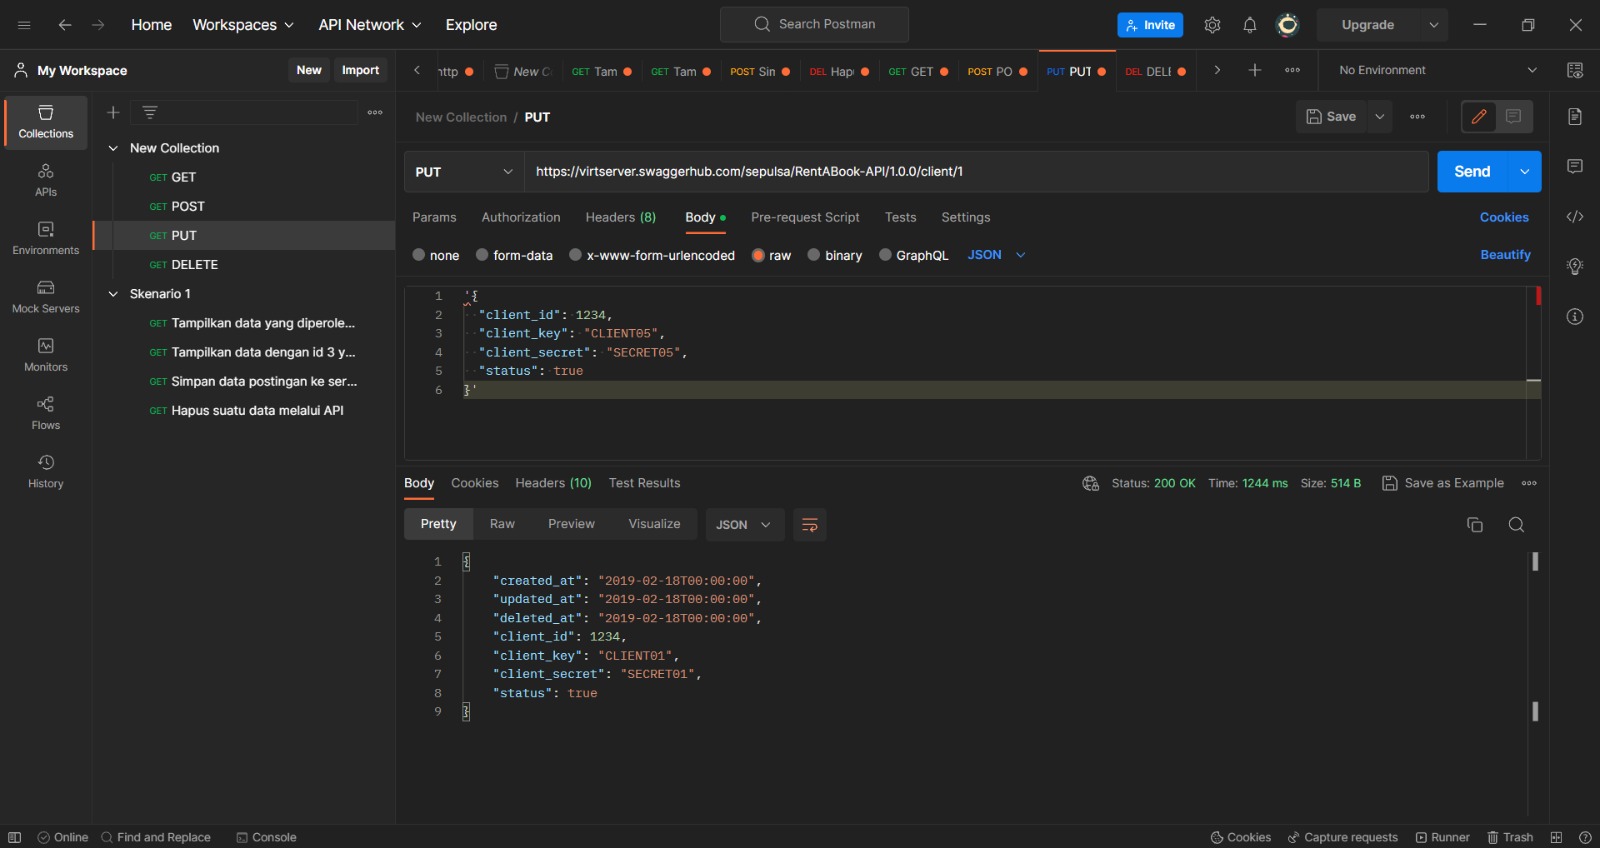 Home Workspaces API Network Explore Search Postman Invite Upgrade
My Workspace New Import
http New C GET Tam GET Tam POST Sin DEL Hap GET GET POST PO PUT PUT DEL DELE No Environment
Collections
APIs
Environments
Mock Servers
Monitors
Flows
History
New Collection
GET GET
GET POST
GET PUT
GET DELETE
Skenario 1
GET Tampilkan data yang diperole...
GET Tampilkan data dengan id 3 y...
GET Simpan data postingan ke ser...
GET Hapus suatu data melalui API
New Collection / PUT Save
PUT https://virtserver.swaggerhub.com/sepulsa/RentABook-API/1.0.0/client/1 Send
Params Authorization Headers (8) Body Pre-request Script Tests Settings Cookies
none form-data x-www-form-urlencoded raw binary GraphQL JSON Beautify
1 '{
2 "client_id": 1234,
3 "client_key": "CLIENT05",
4 "client_secret": "SECRET05",
5 "status": true
6 }'
Body Cookies Headers (10) Test Results Status: 200 OK Time: 1244 ms Size: 514 B Save as Example
Pretty Raw Preview Visualize JSON
1 {
2 "created_at": "2019-02-18T00:00:00",
3 "updated_at": "2019-02-18T00:00:00",
4 "deleted_at": "2019-02-18T00:00:00",
5 "client_id": 1234,
6 "client_key": "CLIENT01",
7 "client_secret": "SECRET01",
8 "status": true
9 }
Online Find and Replace Console Cookies Capture requests Runner Trash